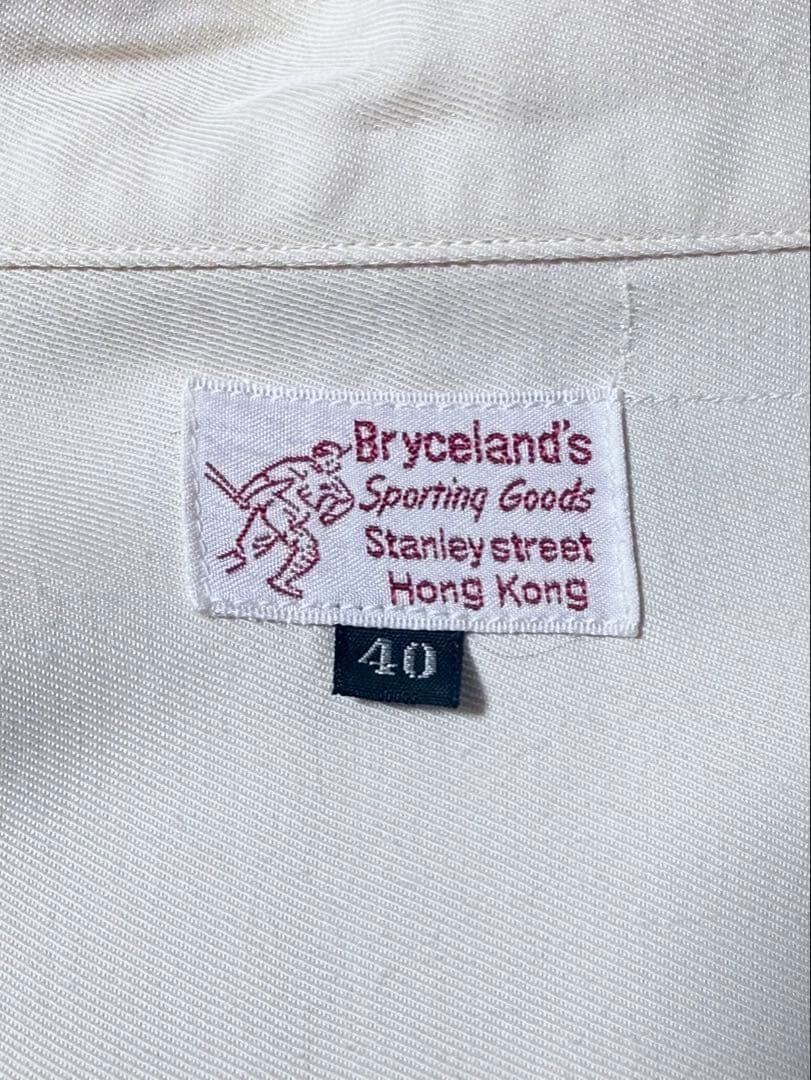 Bryceland's
Sporting Goods
Stanley street
Hong Kong
40